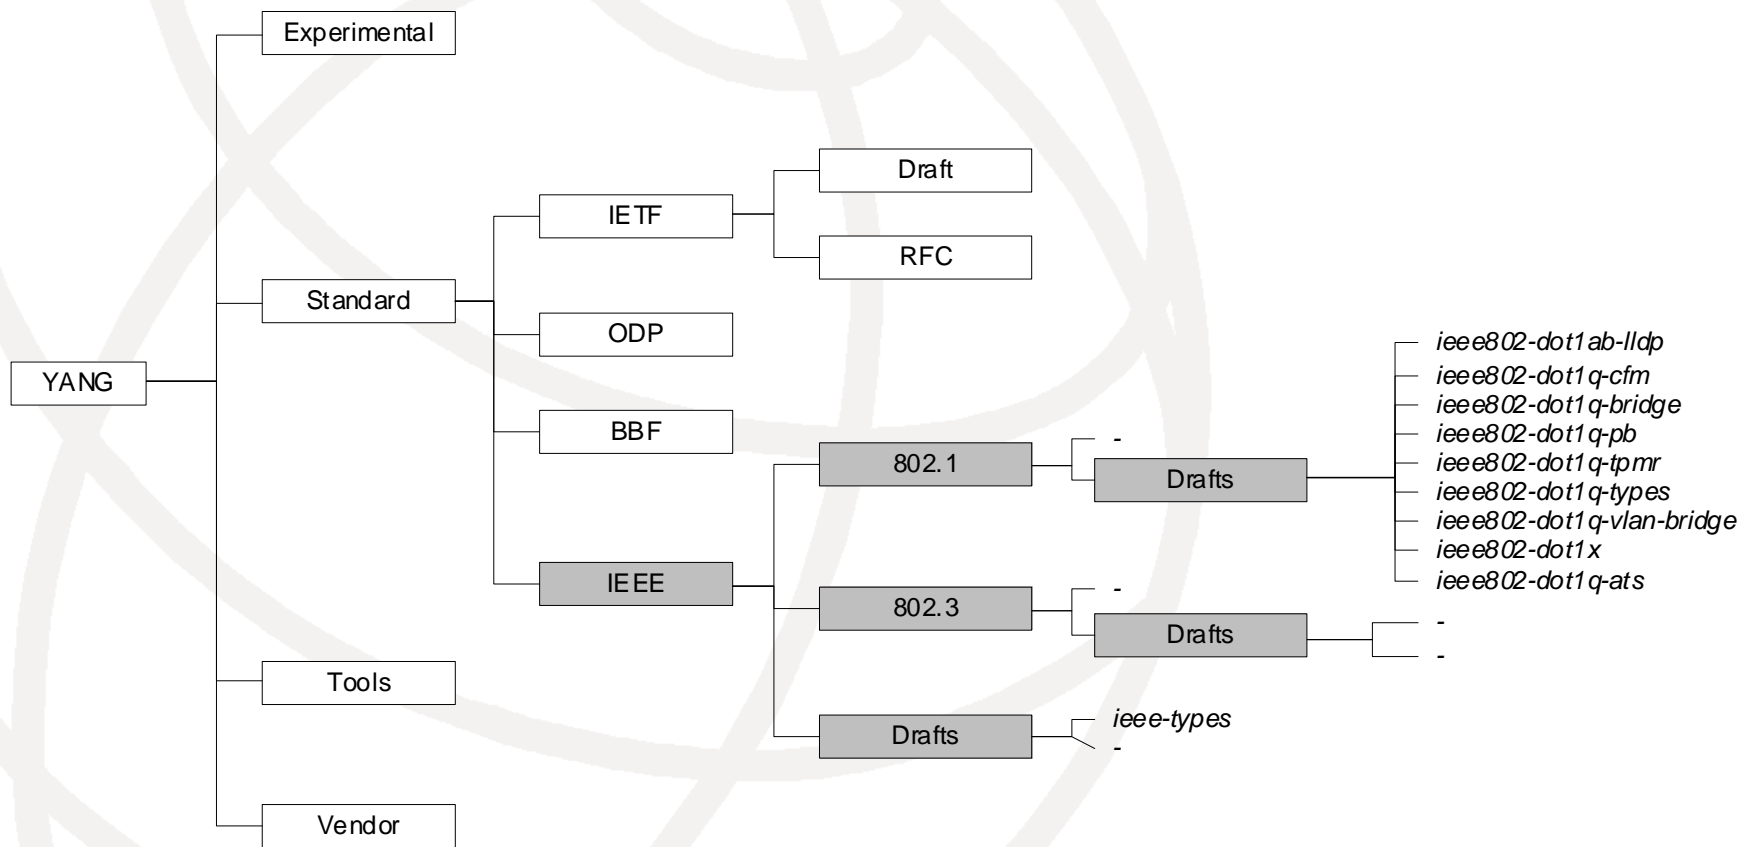 Experimental
Draft
IETF
RFC
Standard
ODP
ieee802-dot1ab-lldp
YANG
ieee802-dot1q-cfm
ieee802-dot1q-bridge
BBF
ieee802-dot1q-pb
-
802.1
ieee802-dot1q-tpmr
Drafts
ieee802-dot1q-types
ieee802-dot1q-vlan-bridge
ieee802-dot1x
IEEE
ieee802-dot1q-ats
-
802.3
-
Drafts
-
Tools
ieee-types
Drafts
-
Vendor